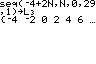 seq(-4+2N,N,0,29
,1)→L₃
{-4 -2 0 2 4 6 …